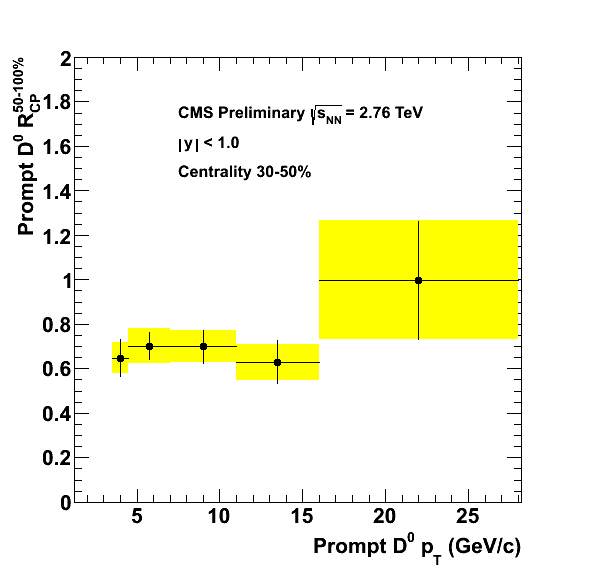 Prompt D⁰ R_CP^50-100%
2
1.8
1.6
1.4
1.2
1
0.8
0.6
0.4
0.2
0
CMS Preliminary √s_NN = 2.76 TeV
|y| < 1.0
Centrality 30-50%
5 10 15 20 25
Prompt D⁰ p_T (GeV/c)